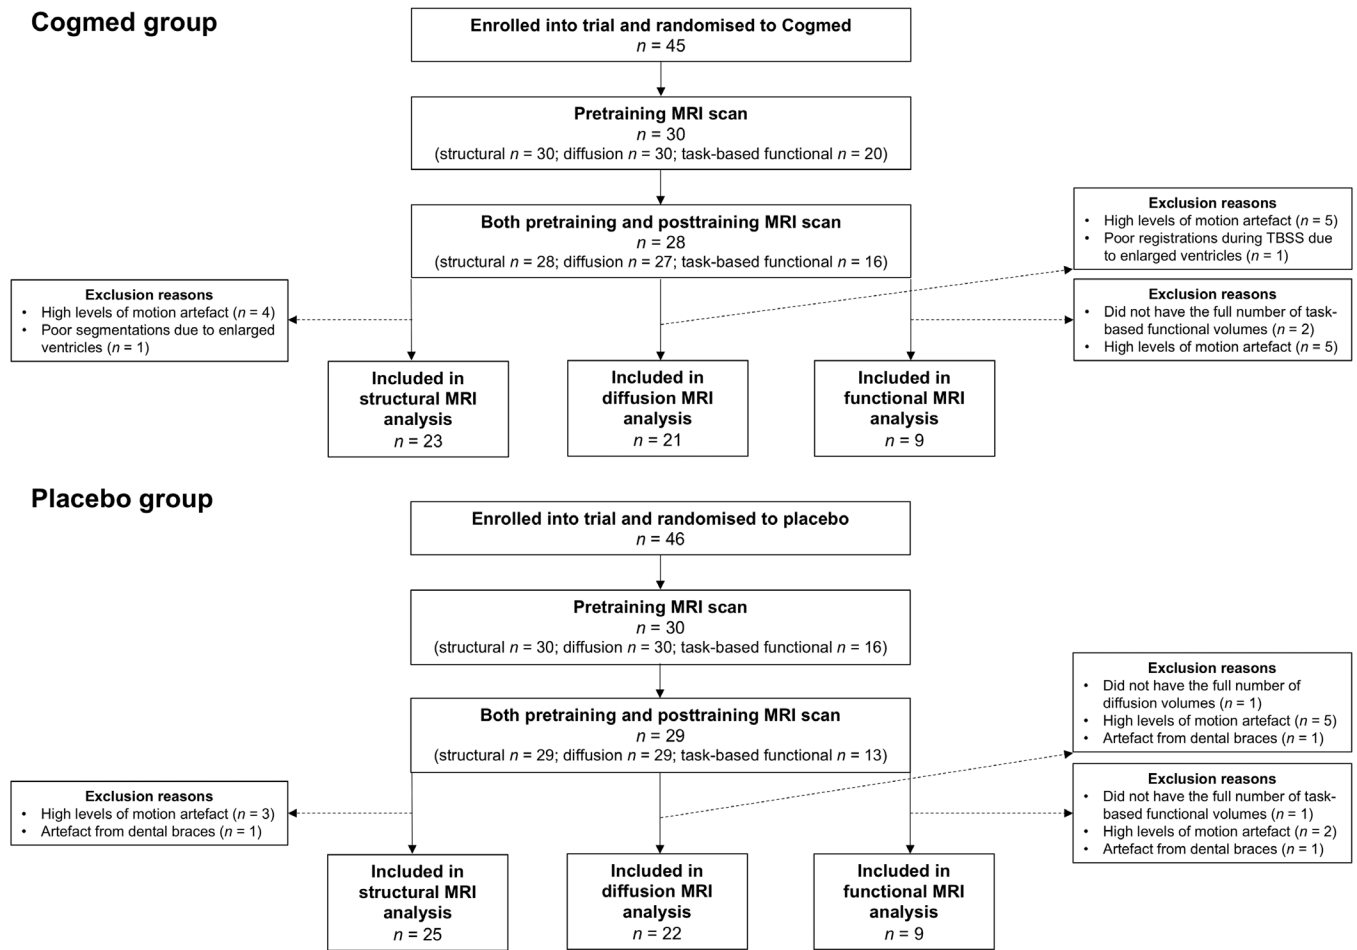 Cogmed group
Enrolled into trial and randomised to Cogmed
n = 45
Pretraining MRI scan
n = 30
(structural n = 30; diffusion n = 30; task-based functional n = 20)
Both pretraining and posttraining MRI scan
n = 28
(structural n = 28; diffusion n = 27; task-based functional n = 16)
Exclusion reasons
• High levels of motion artefact (n = 5)
• Poor registrations during TBSS due
to enlarged ventricles (n = 1)
Exclusion reasons
• High levels of motion artefact (n = 4)
• Poor segmentations due to enlarged
ventricles (n = 1)
Exclusion reasons
• Did not have the full number of task-
based functional volumes (n = 2)
• High levels of motion artefact (n = 5)
Included in
structural MRI
analysis
n = 23
Included in
diffusion MRI
analysis
n = 21
Included in
functional MRI
analysis
n = 9
Placebo group
Enrolled into trial and randomised to placebo
n = 46
Pretraining MRI scan
n = 30
(structural n = 30; diffusion n = 30; task-based functional n = 16)
Both pretraining and posttraining MRI scan
n = 29
(structural n = 29; diffusion n = 29; task-based functional n = 13)
Exclusion reasons
• Did not have the full number of
diffusion volumes (n = 1)
• High levels of motion artefact (n = 5)
• Artefact from dental braces (n = 1)
Exclusion reasons
• High levels of motion artefact (n = 3)
• Artefact from dental braces (n = 1)
Exclusion reasons
• Did not have the full number of task-
based functional volumes (n = 1)
• High levels of motion artefact (n = 2)
• Artefact from dental braces (n = 1)
Included in
structural MRI
analysis
n = 25
Included in
diffusion MRI
analysis
n = 22
Included in
functional MRI
analysis
n = 9